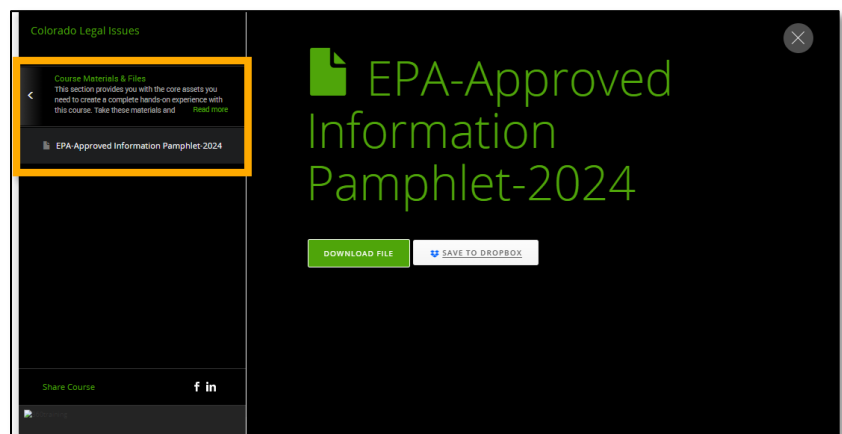 Colorado Legal Issues
Course Materials & Files
This section provides you with the core assets you
need to create a complete hands-on experience with
this course. Take these materials and Read more
EPA-Approved Information Pamphlet-2024
Share Course
f in
EPA-Approved
Information
Pamphlet-2024
DOWNLOAD FILE
SAVE TO DROPBOX